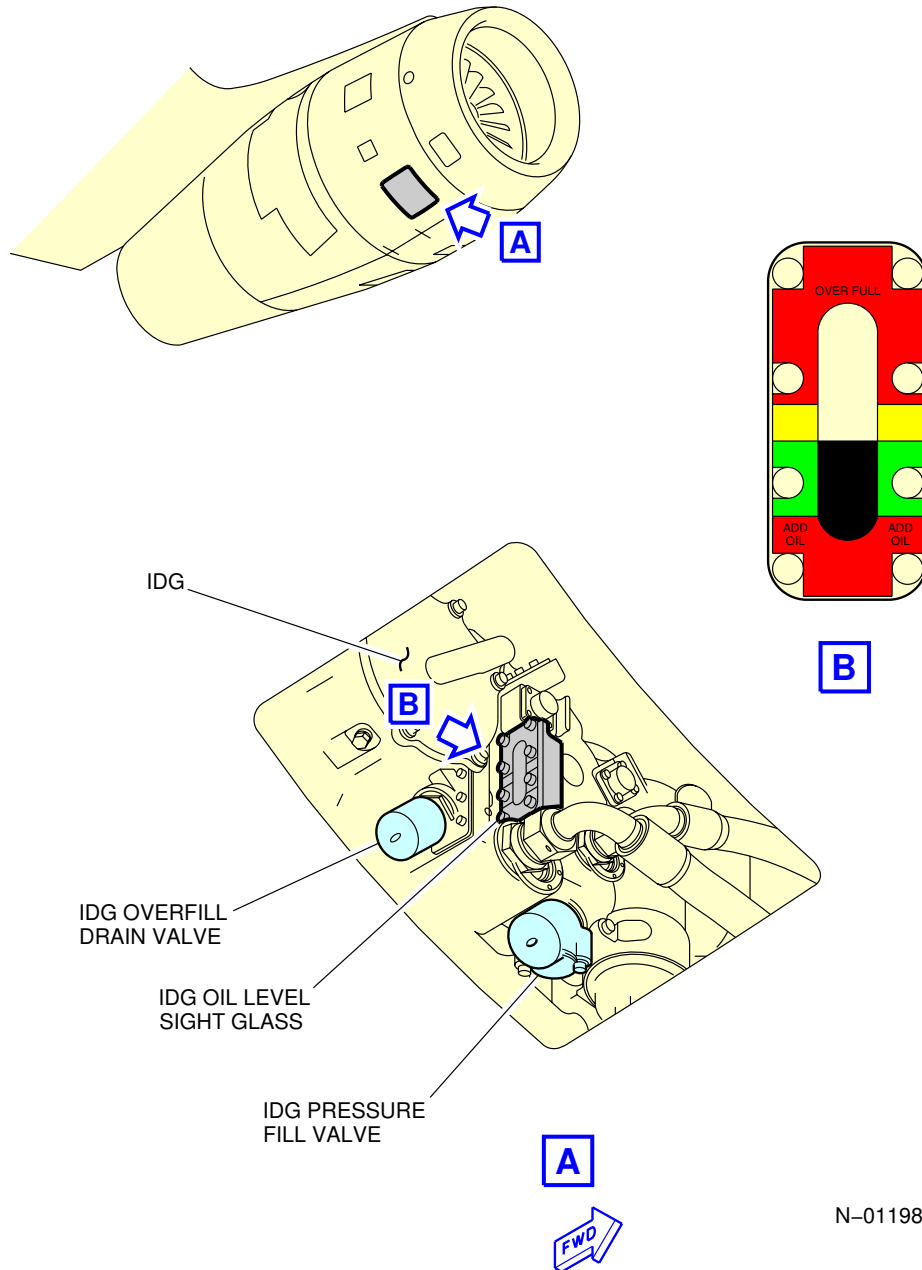 A
OVER FULL
ADD
OIL
ADD
OIL
B
IDG
B
IDG OVERFILL
DRAIN VALVE
IDG OIL LEVEL
SIGHT GLASS
IDG PRESSURE
FILL VALVE
A
FWD
N–01198